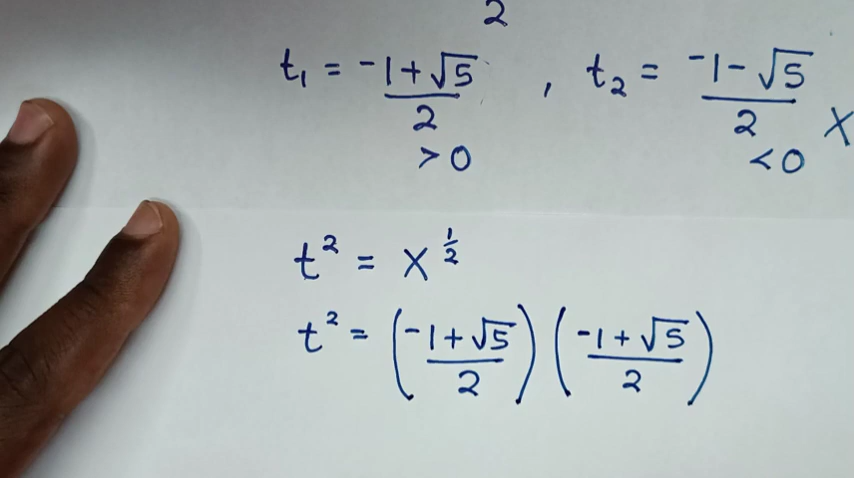 2
t₁ = -1+√5/2 , t₂ = -1-√5/2 X
>0 <0
t² = x^½
t² = (-1+√5/2)(-1+√5/2)